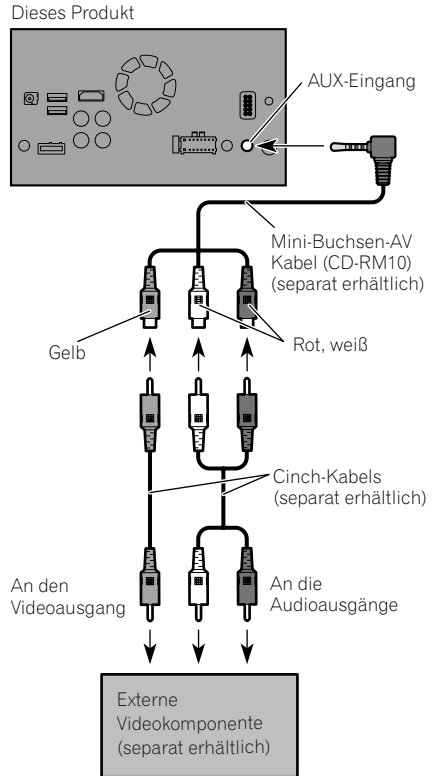 Dieses Produkt
AUX-Eingang
Mini-Buchsen-AV
Kabel (CD-RM10)
(separat erhältlich)
Gelb
Rot, weiß
Cinch-Kabels
(separat erhältlich)
An den
Videoausgang
An die
Audioausgänge
Externe
Videokomponente
(separat erhältlich)